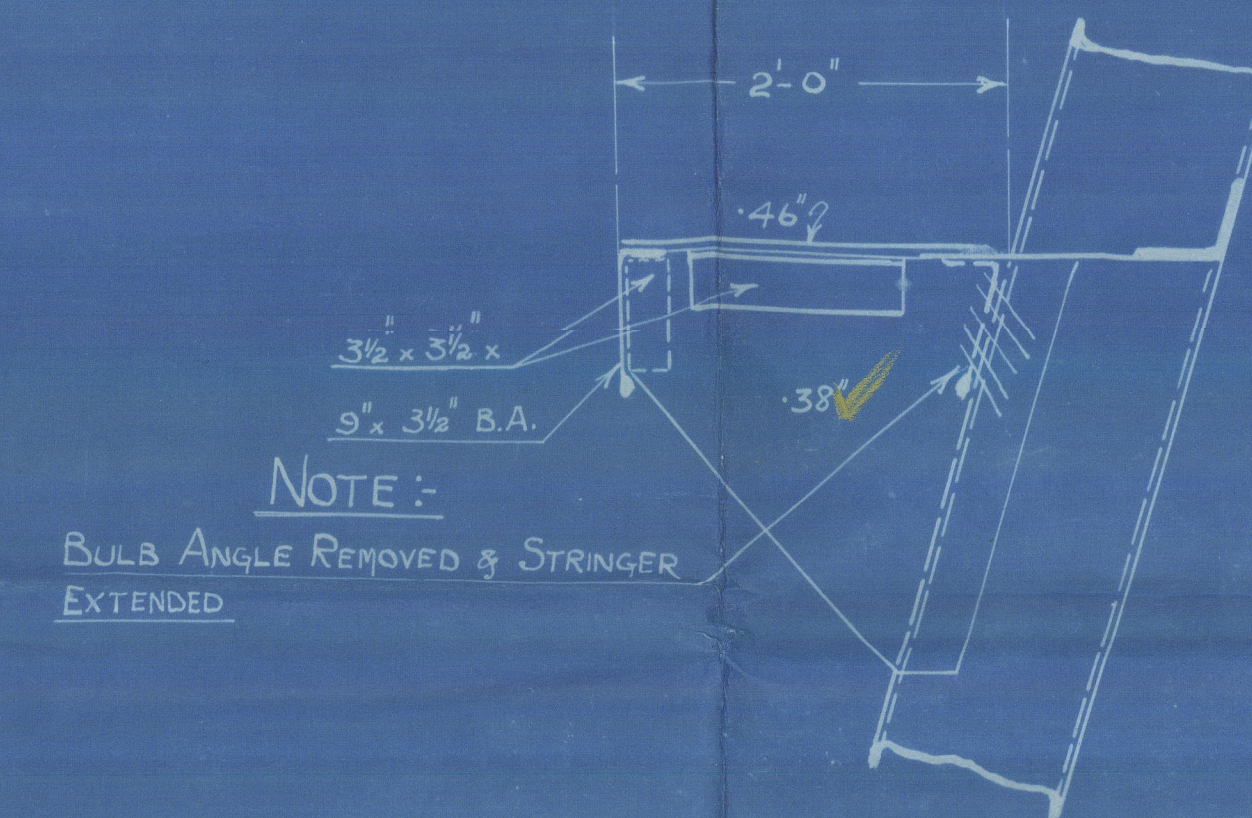 2'-0"
.46"
3½" x 3½" x
.38"
9" x 3½" B.A.
NOTE :-
BULB ANGLE REMOVED & STRINGER
EXTENDED